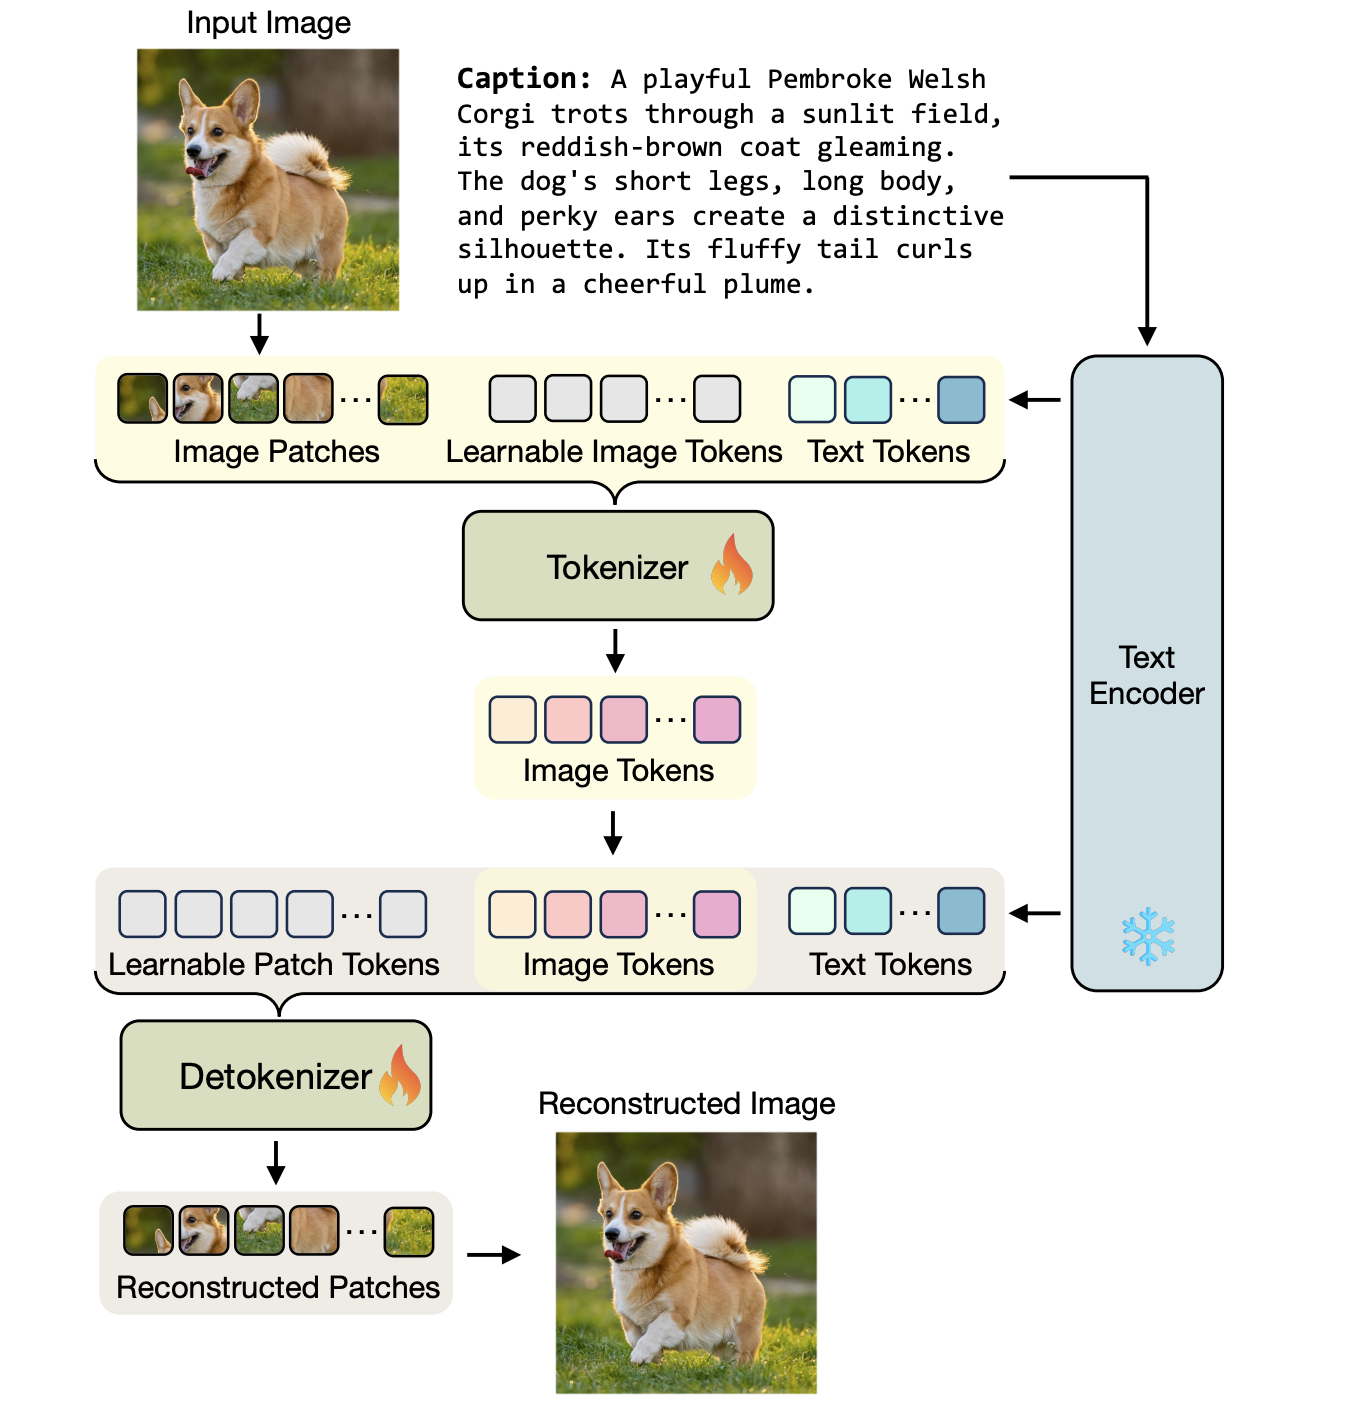 Input Image
Caption: A playful Pembroke Welsh
Corgi trots through a sunlit field,
its reddish-brown coat gleaming.
The dog's short legs, long body,
and perky ears create a distinctive
silhouette. Its fluffy tail curls
up in a cheerful plume.
Image Patches
Learnable Image Tokens
Text Tokens
Tokenizer
Text
Encoder
Image Tokens
Learnable Patch Tokens
Image Tokens
Text Tokens
Detokenizer
Reconstructed Patches
Reconstructed Image